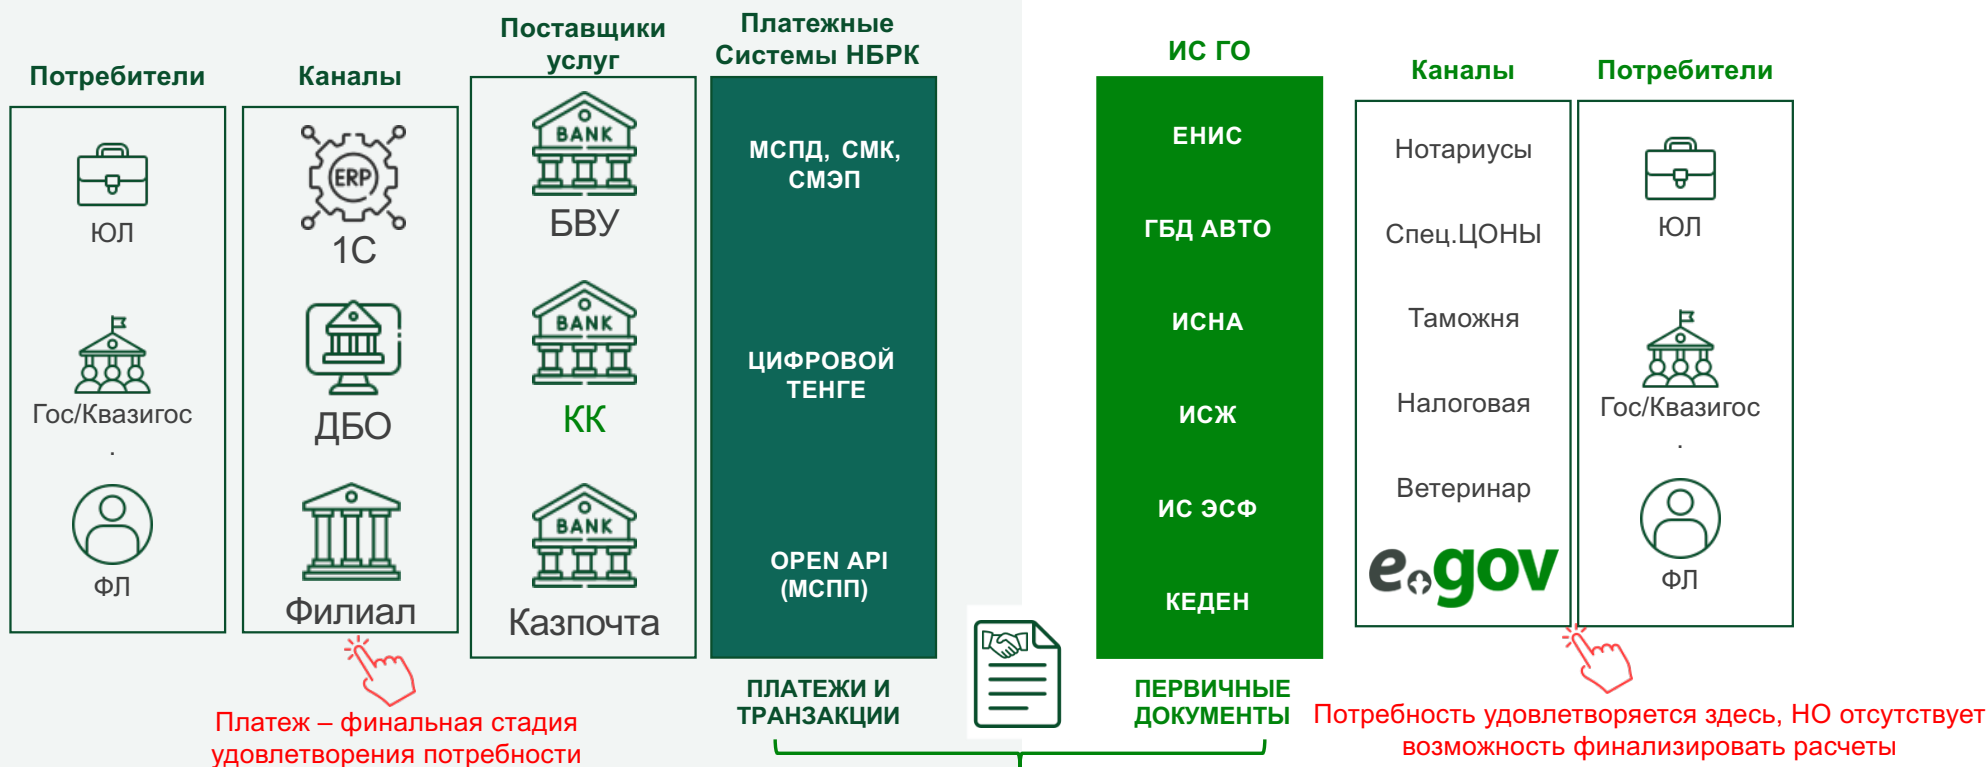 Потребители
ЮЛ
Гос/Квазигос
.
ФЛ
Каналы
ERP
1С
ДБО
Филиал
Поставщики
услуг
BANK
БВУ
BANK
КК
BANK
Казпочта
Платежные
Системы НБРК
МСПД, СМК,
СМЭП
ЦИФРОВОЙ
ТЕНГЕ
OPEN API
(МСПП)
ИС ГО
ЕНИС
ГБД АВТО
ИСНА
ИСЖ
ИС ЭСФ
КЕДЕН
Каналы
Нотариусы
Спец.ЦОНЫ
Таможня
Налоговая
Ветеринар
e.gov
Потребители
ЮЛ
Гос/Квазигос
.
ФЛ
Платеж – финальная стадия
удовлетворения потребности
ПЛАТЕЖИ И
ТРАНЗАКЦИИ
ПЕРВИЧНЫЕ
ДОКУМЕНТЫ
Потребность удовлетворяется здесь, НО отсутствует
возможность финализировать расчеты